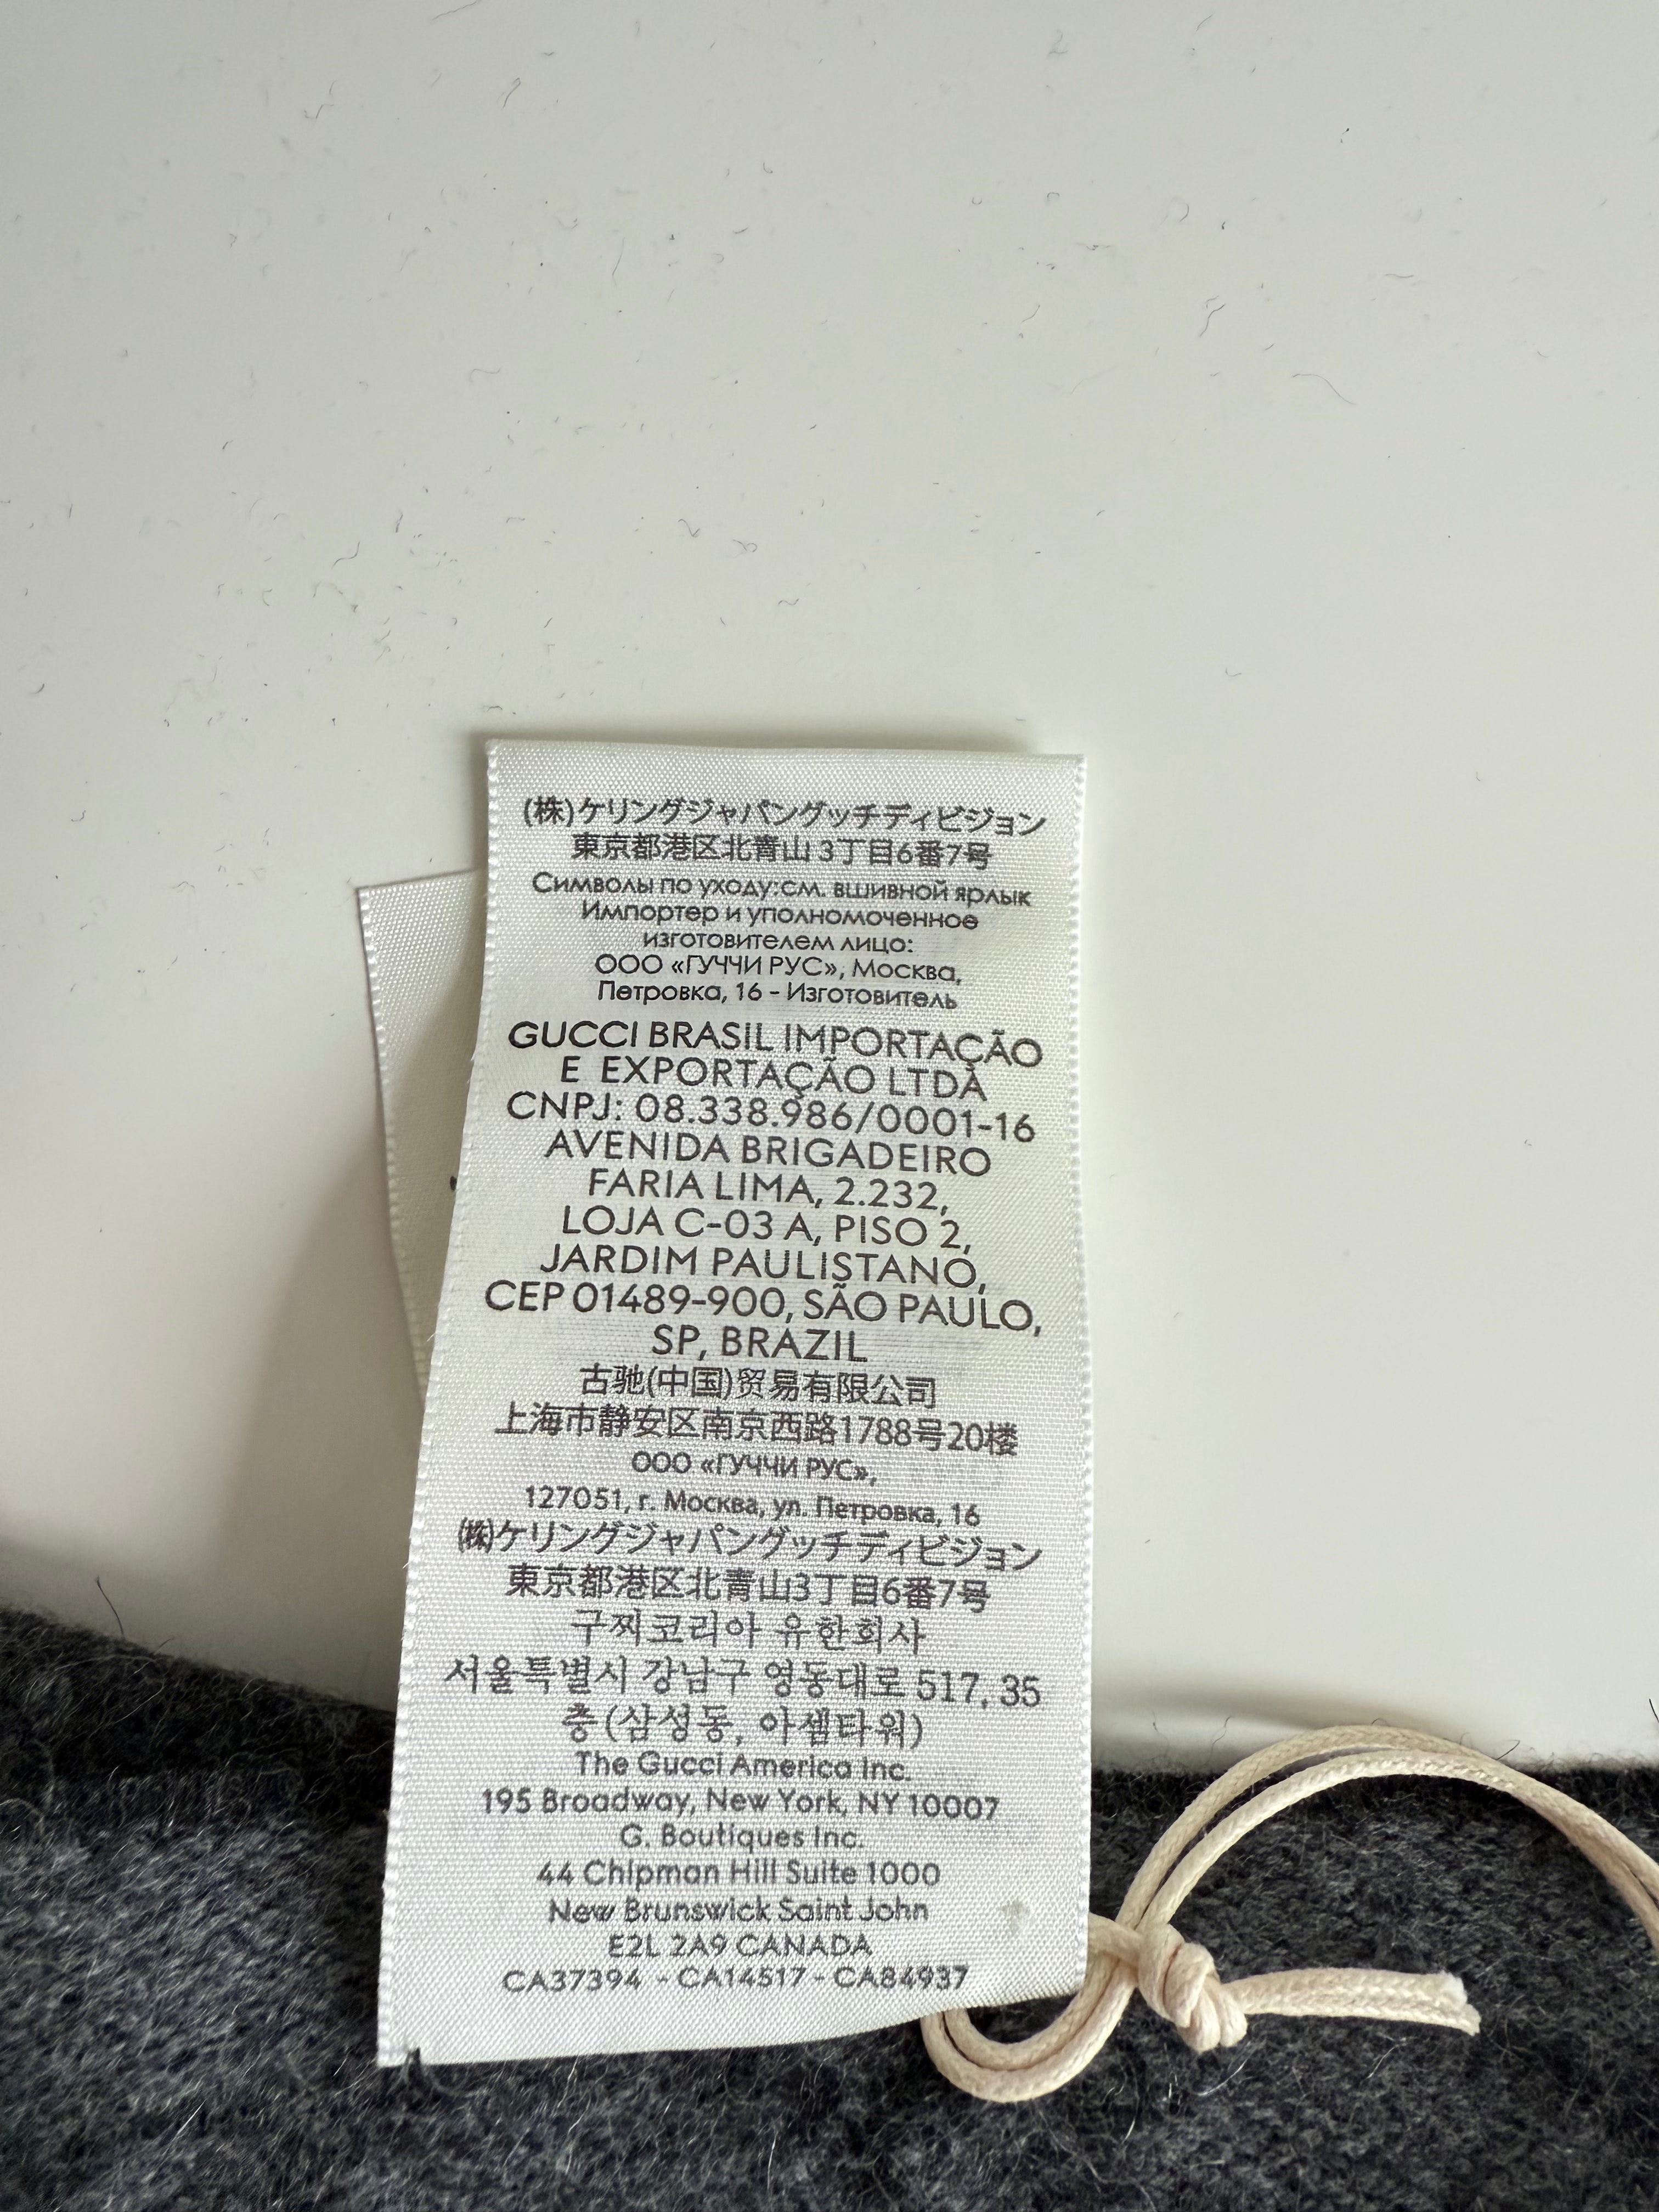 (株)ケリングジャパングッチディビジョン
東京都港区北青山3丁目6番7号
Символы по уходу:см. вшивной ярлык
Импортер и уполномоченное
изготовителем лицо:
ООО «ГУЧЧИ РУС», Москва,
Петровка, 16 - Изготовитель
GUCCI BRASIL IMPORTAÇÃO
E EXPORTAÇÃO LTDA
CNPJ: 08.338.986/0001-16
AVENIDA BRIGADEIRO
FARIA LIMA, 2.232,
LOJA C-03 A, PISO 2,
JARDIM PAULISTANO,
CEP 01489-900, SÃO PAULO,
SP, BRAZIL
古驰(中国)贸易有限公司
上海市静安区南京西路1788号20楼
ООО «ГУЧЧИ РУС»,
127051, г. Москва, ул. Петровка, 16
(株)ケリングジャパングッチディビジョン
東京都港区北青山3丁目6番7号
구찌코리아 유한회사
서울특별시 강남구 영동대로 517, 35
층(삼성동, 아셈타워)
The Gucci America Inc.
195 Broadway, New York, NY 10007
G. Boutiques Inc.
44 Chipman Hill Suite 1000
New Brunswick Saint John
E2L 2A9 CANADA
CA37394 - CA14517 - CA84937